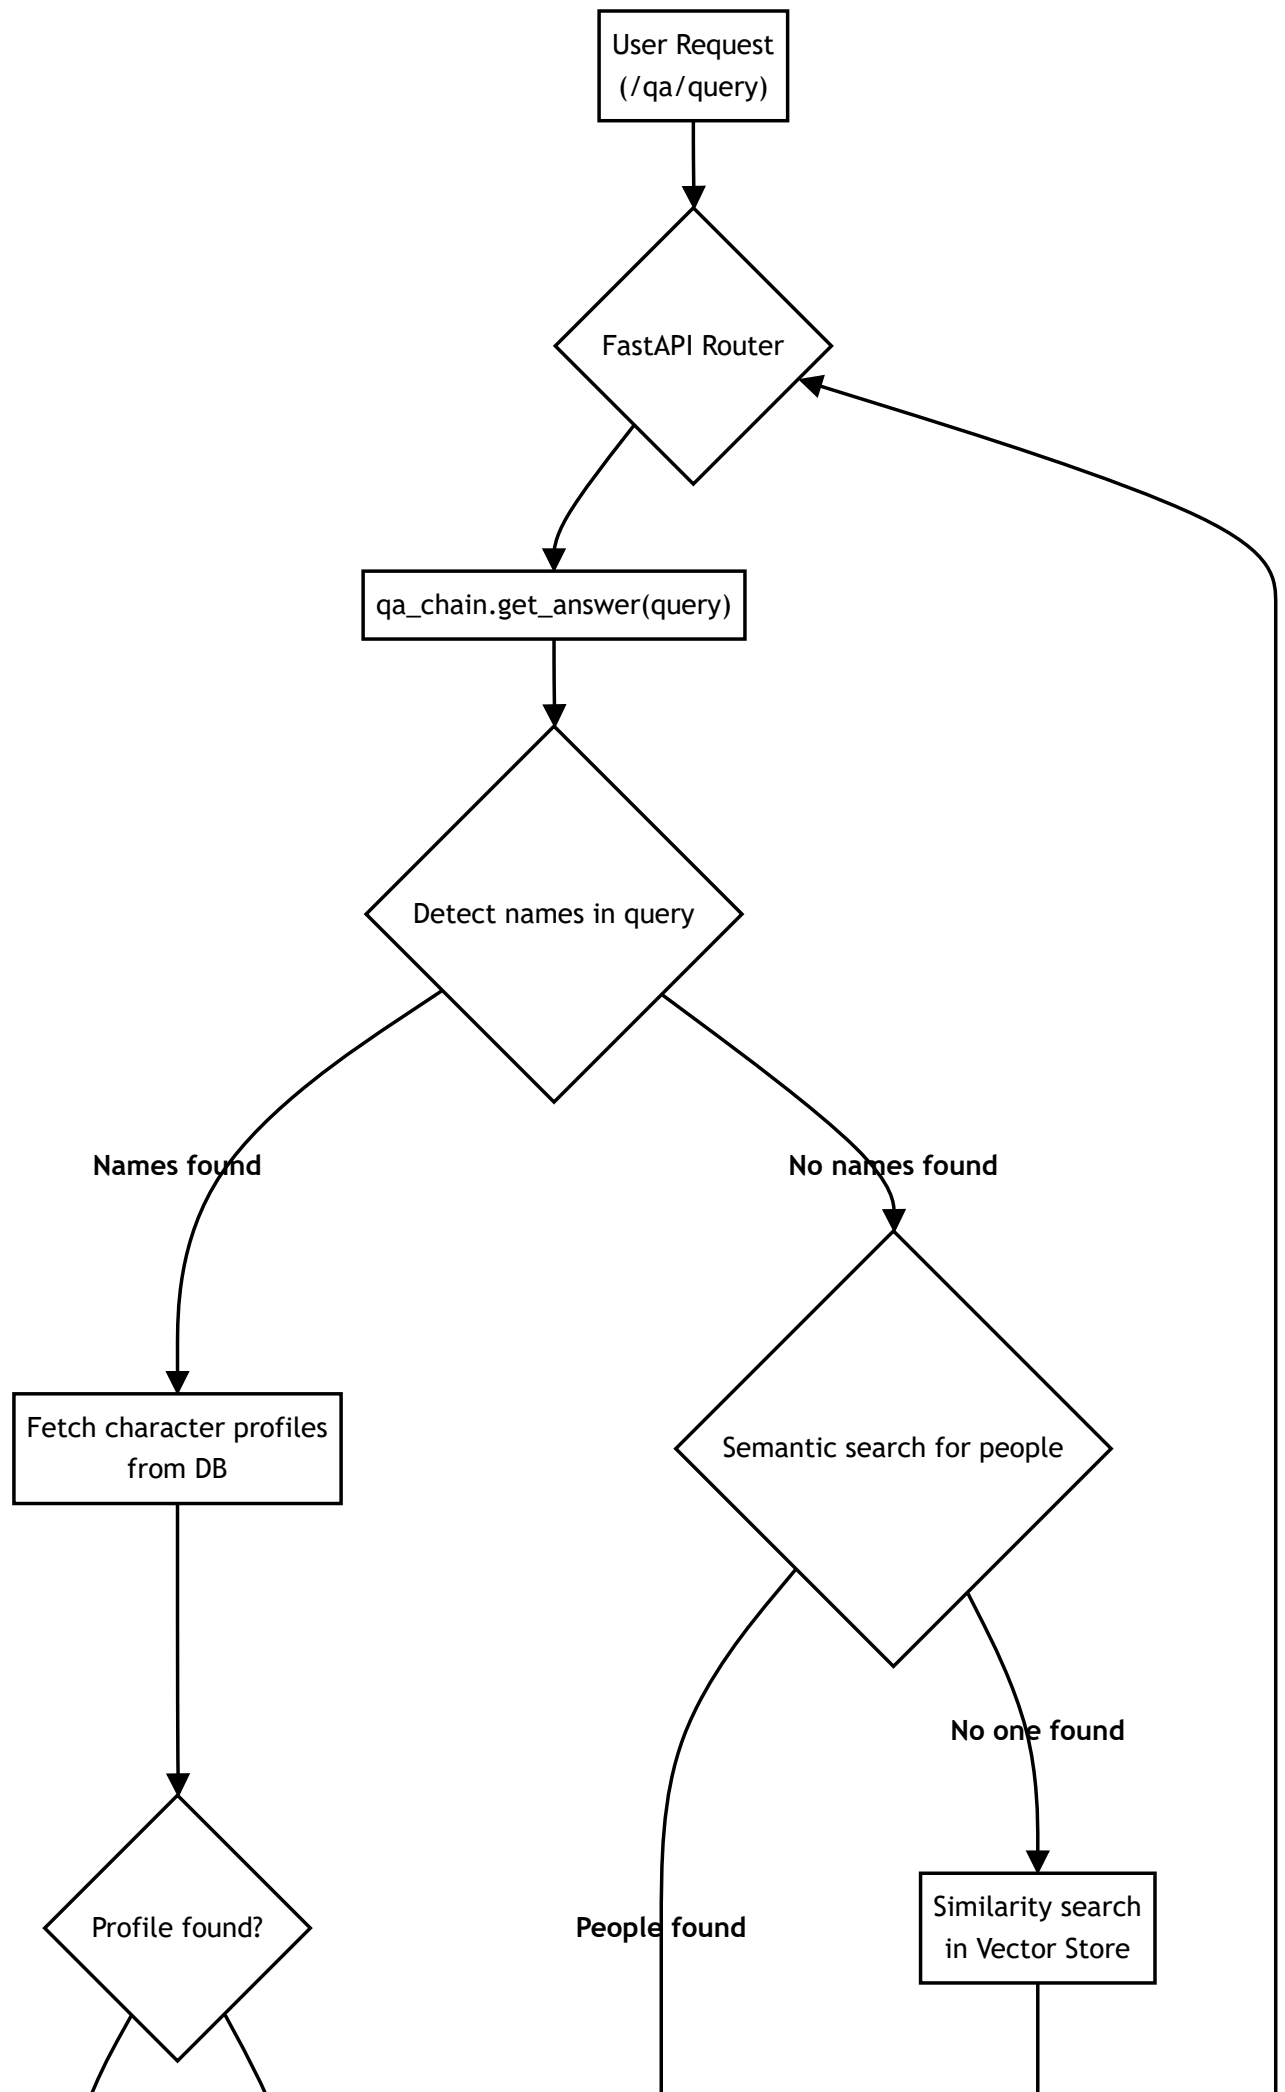 User Request
(/qa/query)
FastAPI Router
qa_chain.get_answer(query)
Detect names in query
Names found
No names found
Fetch character profiles
from DB
Semantic search for people
No one found
Profile found?
People found
Similarity search
in Vector Store